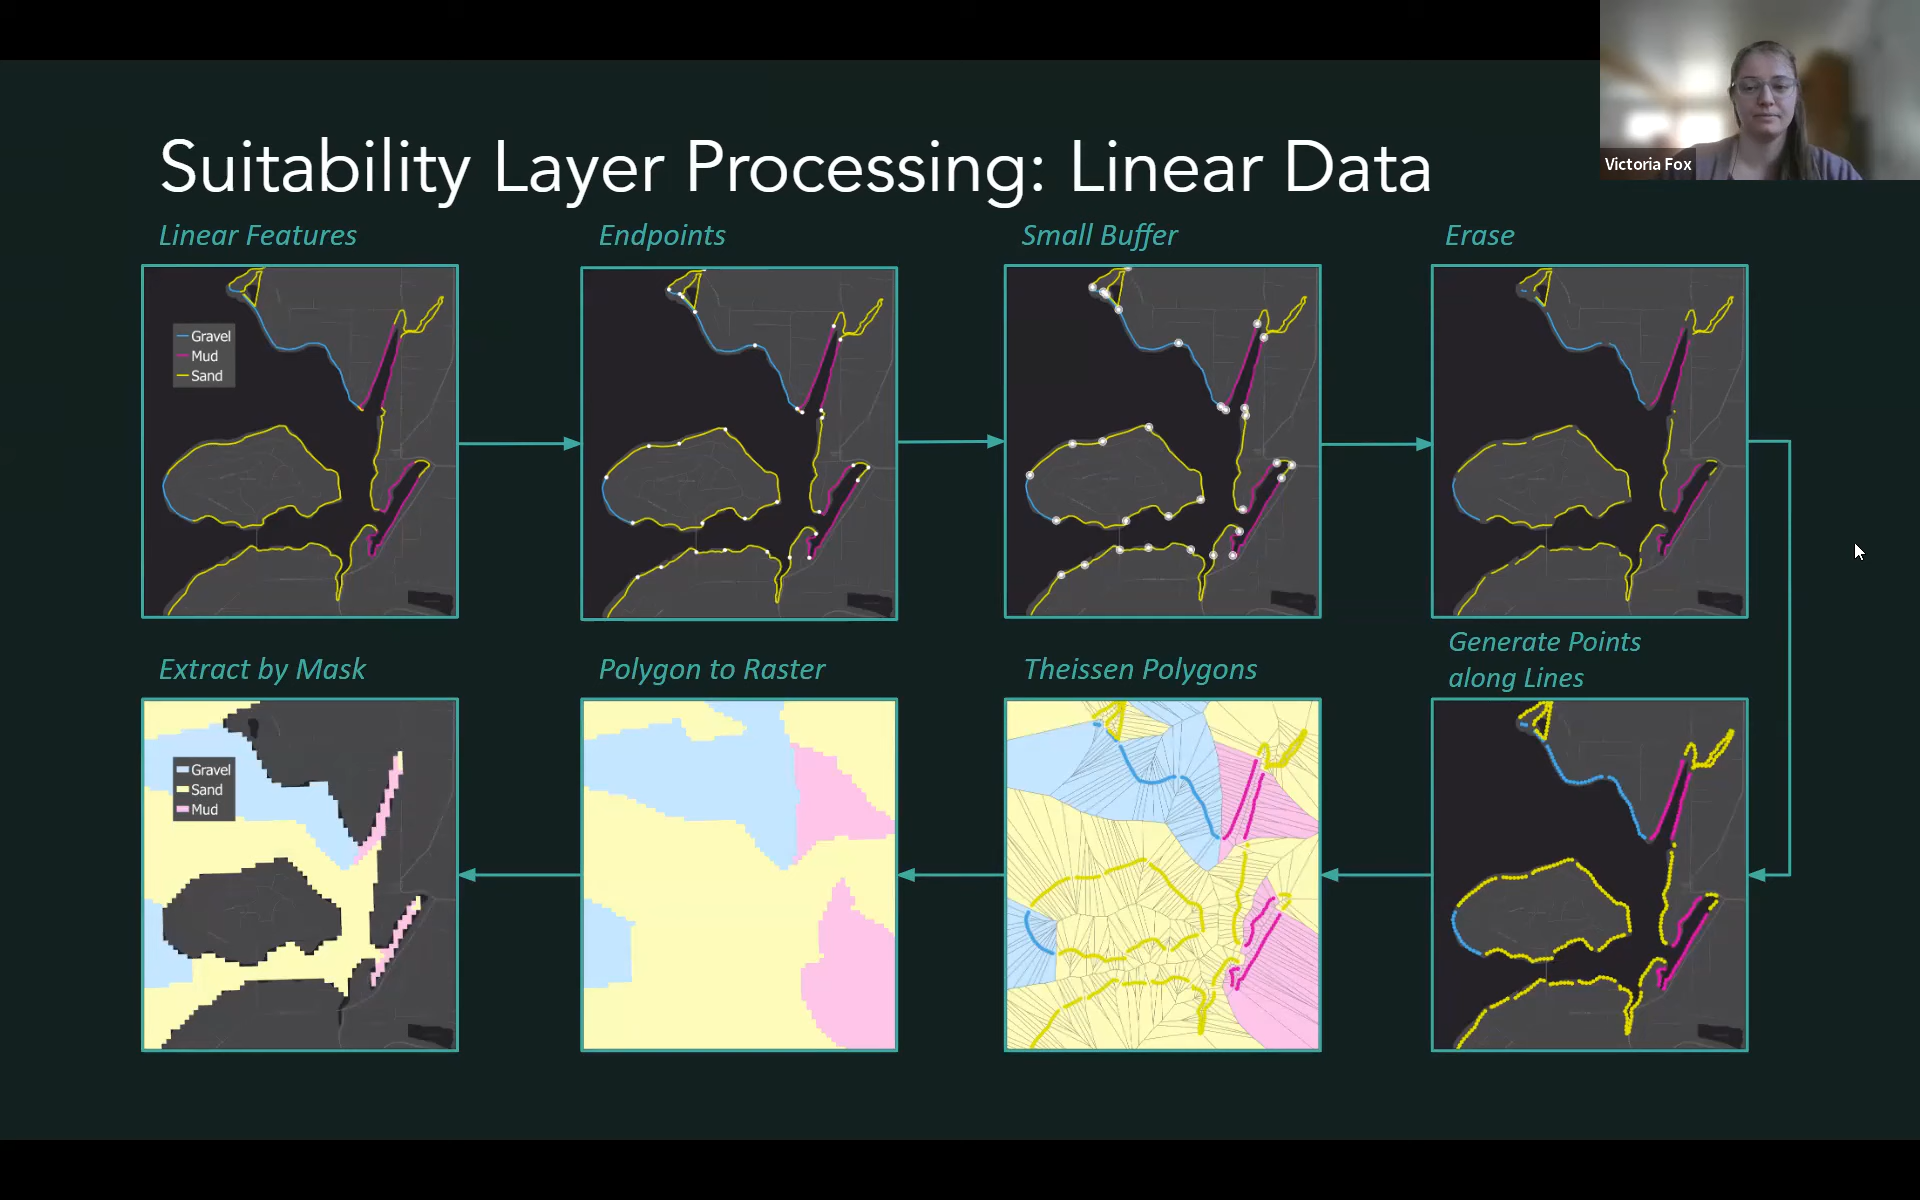 Victoria Fox
Suitability Layer Processing: Linear Data
Linear Features
Endpoints
Small Buffer
Erase
Gravel
Mud
Sand
Extract by Mask
Polygon to Raster
Theissen Polygons
Generate Points
along Lines
Gravel
Sand
Mud